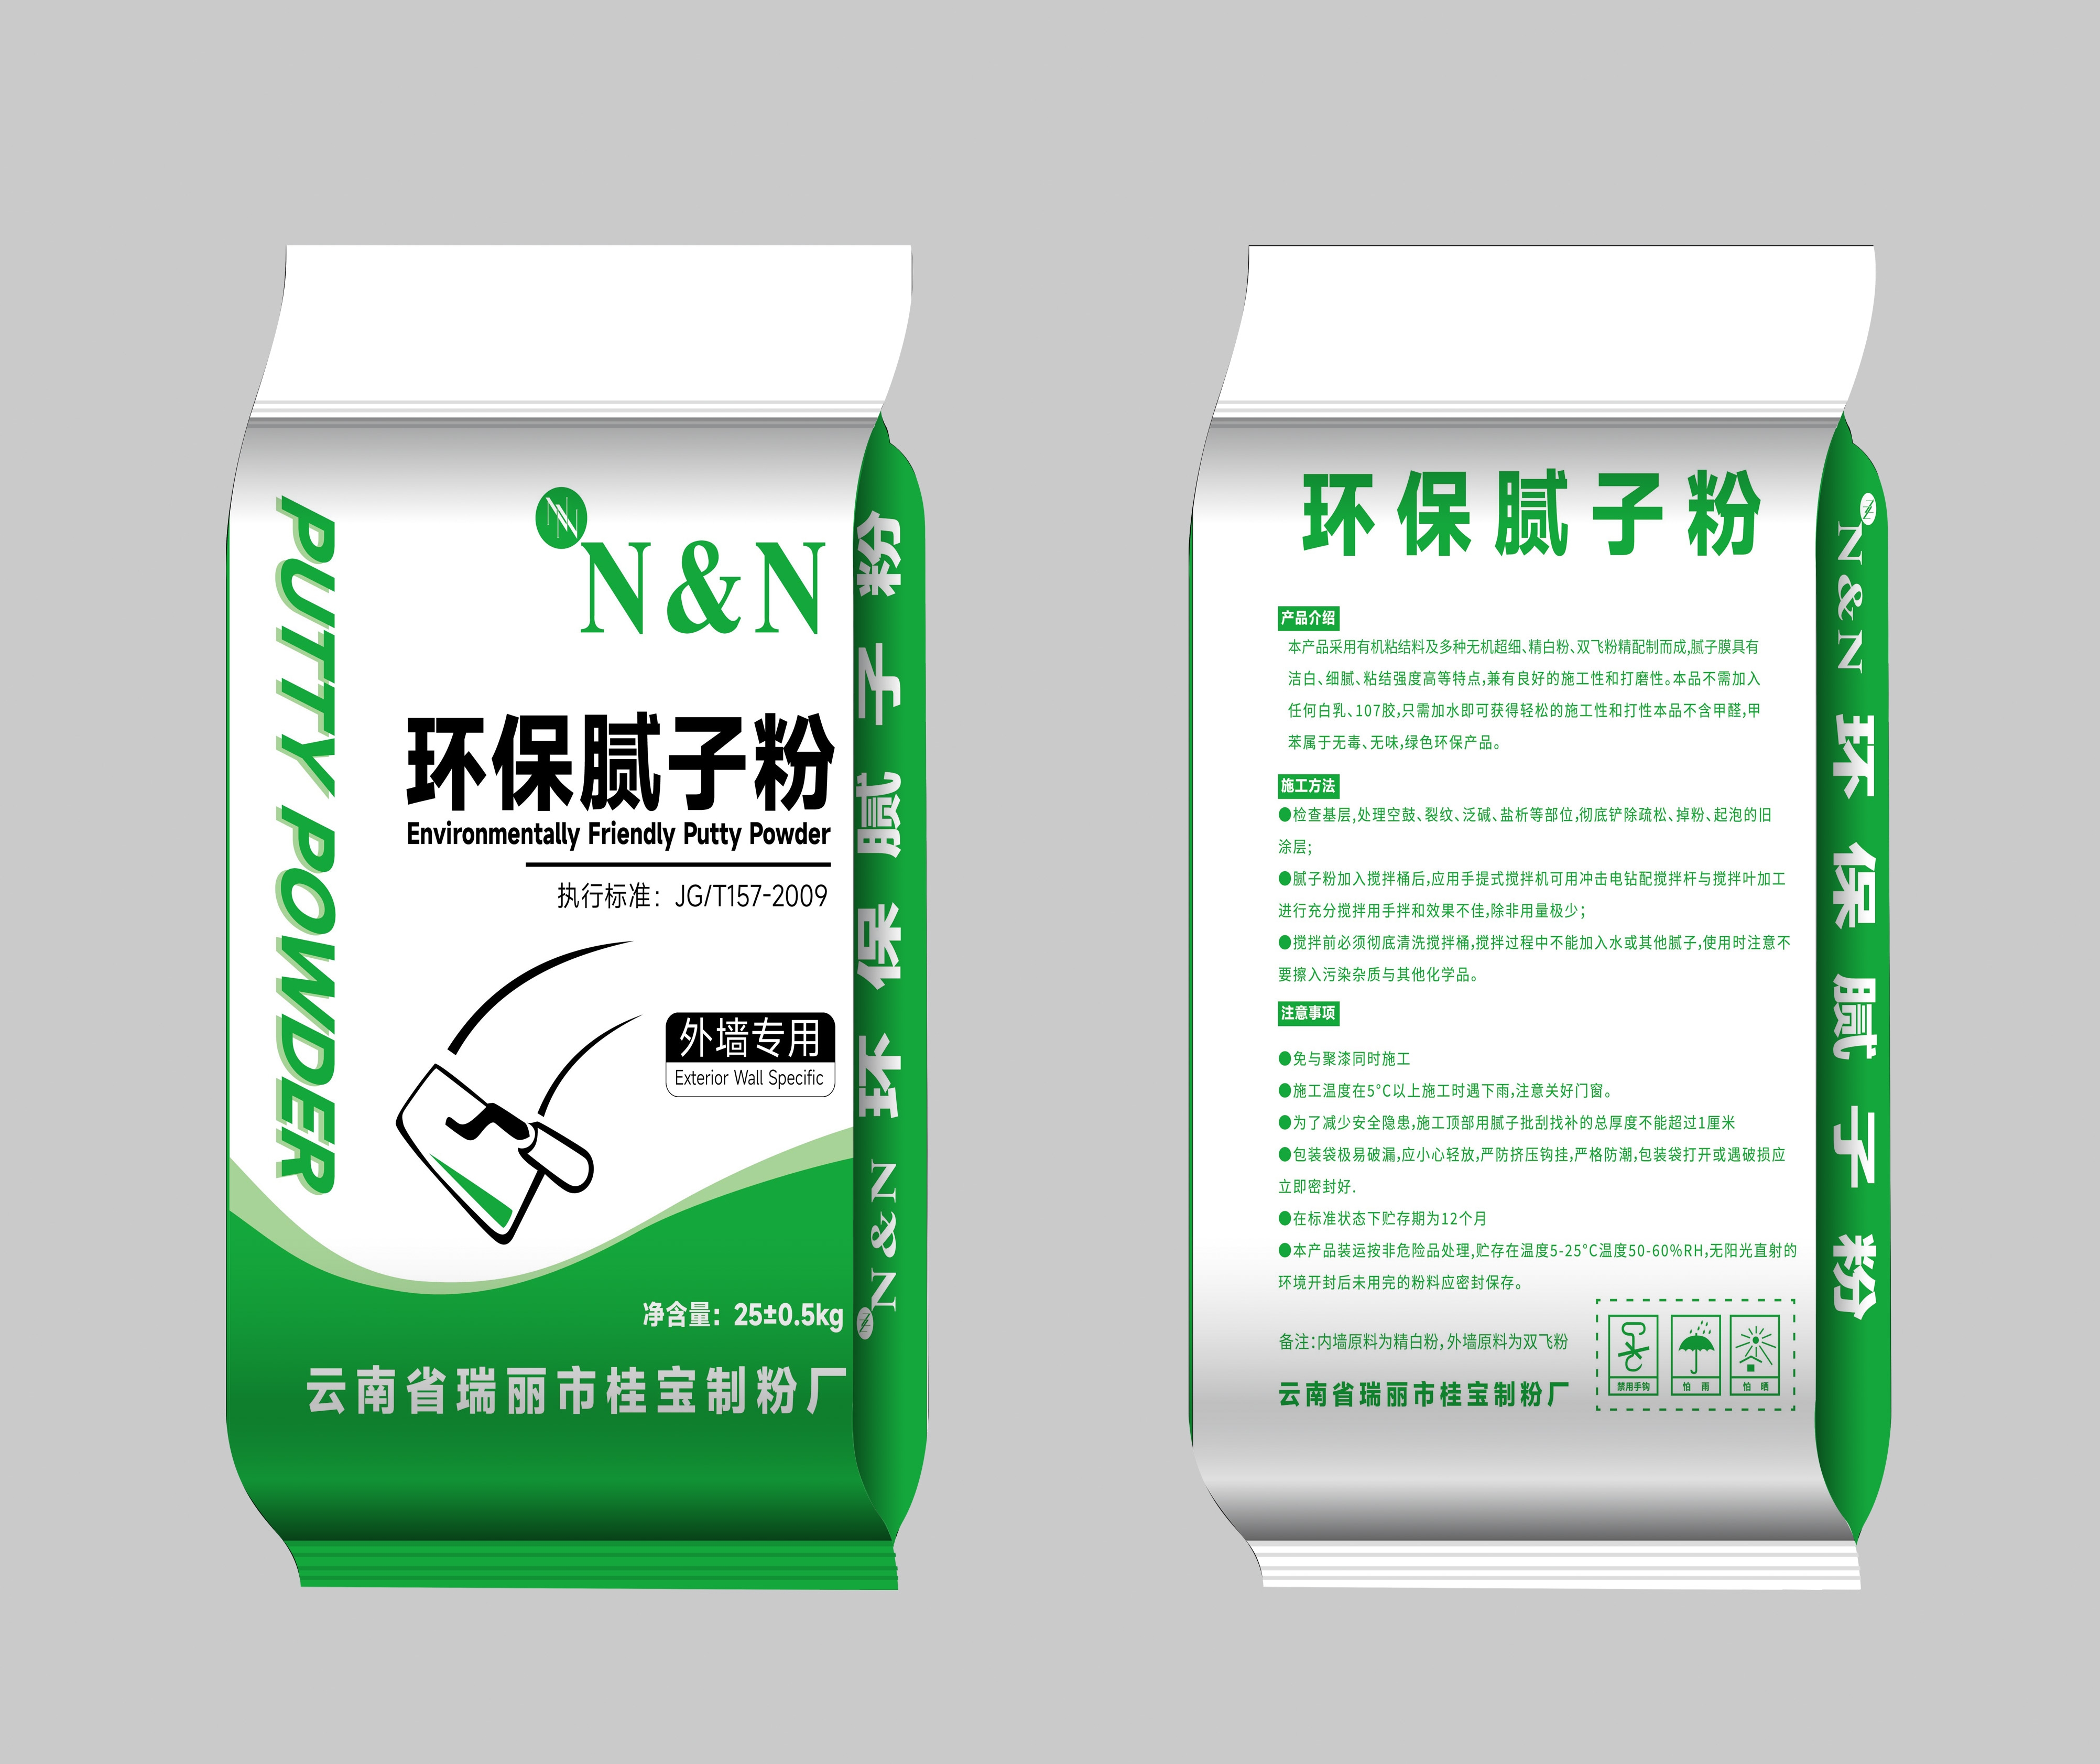 PUTTY POWDER
N&N
环保腻子粉
Environmentally Friendly Putty Powder
执行标准：JG/T157-2009
外墙专用
Exterior Wall Specific
净含量：25±0.5kg
云南省瑞丽市桂宝制粉厂
N&N 环保腻子粉
环保腻子粉
产品介绍
本产品采用有机粘结料及多种无机超细、精白粉、双飞粉精配制而成,腻子膜具有
洁白、细腻、粘结强度高等特点,兼有良好的施工性和打磨性。本品不需加入
任何白乳、107胶,只需加水即可获得轻松的施工性和打性本品不含甲醛,甲
苯属于无毒、无味,绿色环保产品。
施工方法
●检查基层,处理空鼓、裂纹、泛碱、盐析等部位,彻底铲除疏松、掉粉、起泡的旧
涂层;
●腻子粉加入搅拌桶后,应用手提式搅拌机可用冲击电钻配搅拌杆与搅拌叶加工
进行充分搅拌用手拌和效果不佳,除非用量极少;
●搅拌前必须彻底清洗搅拌桶,搅拌过程中不能加入水或其他腻子,使用时注意不
要擦入污染杂质与其他化学品。
注意事项
●免与聚漆同时施工
●施工温度在5°C以上施工时遇下雨,注意关好门窗。
●为了减少安全隐患,施工顶部用腻子批刮找补的总厚度不能超过1厘米
●包装袋极易破漏,应小心轻放,严防挤压钩挂,严格防潮,包装袋打开或遇破损应
立即密封好.
●在标准状态下贮存期为12个月
●本产品装运按非危险品处理,贮存在温度5-25°C温度50-60%RH,无阳光直射的
环境开封后未用完的粉料应密封保存。
备注:内墙原料为精白粉,外墙原料为双飞粉
云南省瑞丽市桂宝制粉厂
禁用手钩 怕 雨 怕 晒
N&N 环保腻子粉